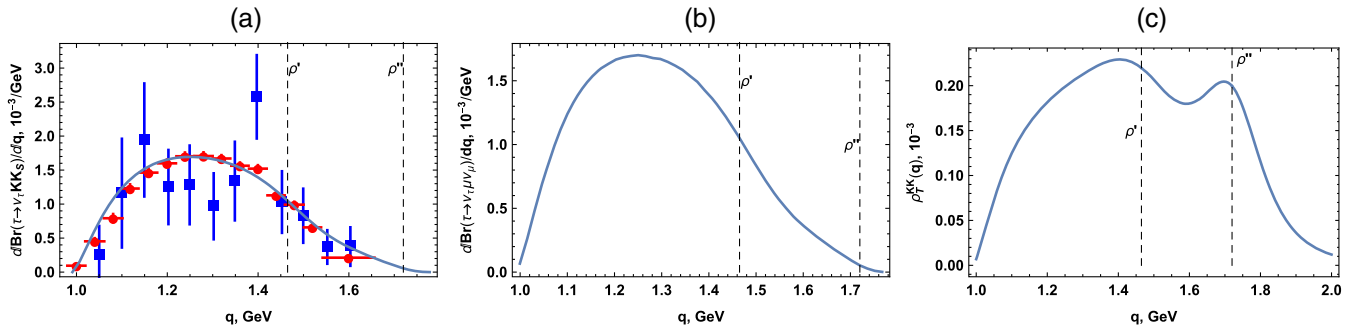 (a)
dBr(τ→ν_τKK_S)/dq, 10⁻³/GeV
3.0
2.5
2.0
1.5
1.0
0.5
0.0
ρ'
ρ''
1.0 1.2 1.4 1.6
q, GeV
(b)
dBr(τ→ν_τμν_μ)/dq, 10⁻³/GeV
1.5
1.0
0.5
0.0
ρ'
ρ''
1.0 1.1 1.2 1.3 1.4 1.5 1.6 1.7
q, GeV
(c)
ρ_T^KK(q), 10⁻³
0.20
0.15
0.10
0.05
0.00
ρ'
ρ''
1.0 1.2 1.4 1.6 1.8 2.0
q, GeV